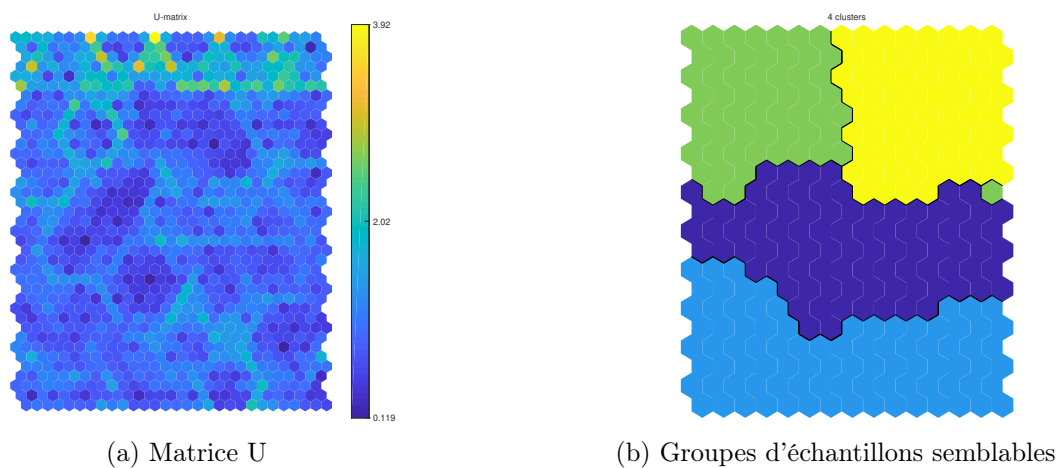 U-matrix
3.92
2.02
0.119
(a) Matrice U
4 clusters
(b) Groupes d'échantillons semblables